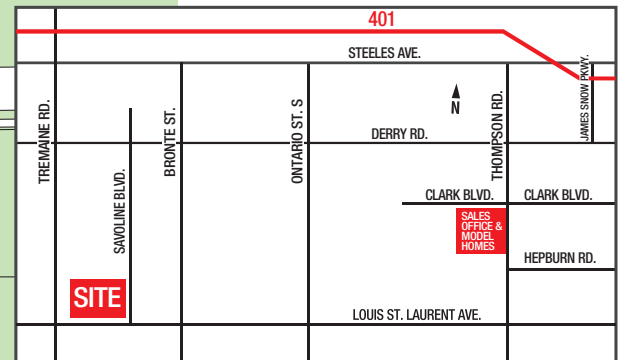 401
STEELES AVE.
TREMAINE RD.
SAVOLINE BLVD.
BRONTE ST.
ONTARIO ST. S
N
THOMPSON RD.
JAMES SNOW PKWY.
DERRY RD.
CLARK BLVD.
CLARK BLVD.
SALES
OFFICE &
MODEL
HOMES
HEPBURN RD.
SITE
LOUIS ST. LAURENT AVE.